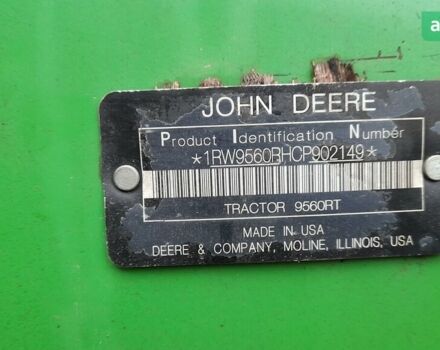 JOHN DEERE
Product Identification Number
*1RW9560RHCP902149*
TRACTOR 9560RT
MADE IN USA
DEERE & COMPANY, MOLINE, ILLINOIS, USA